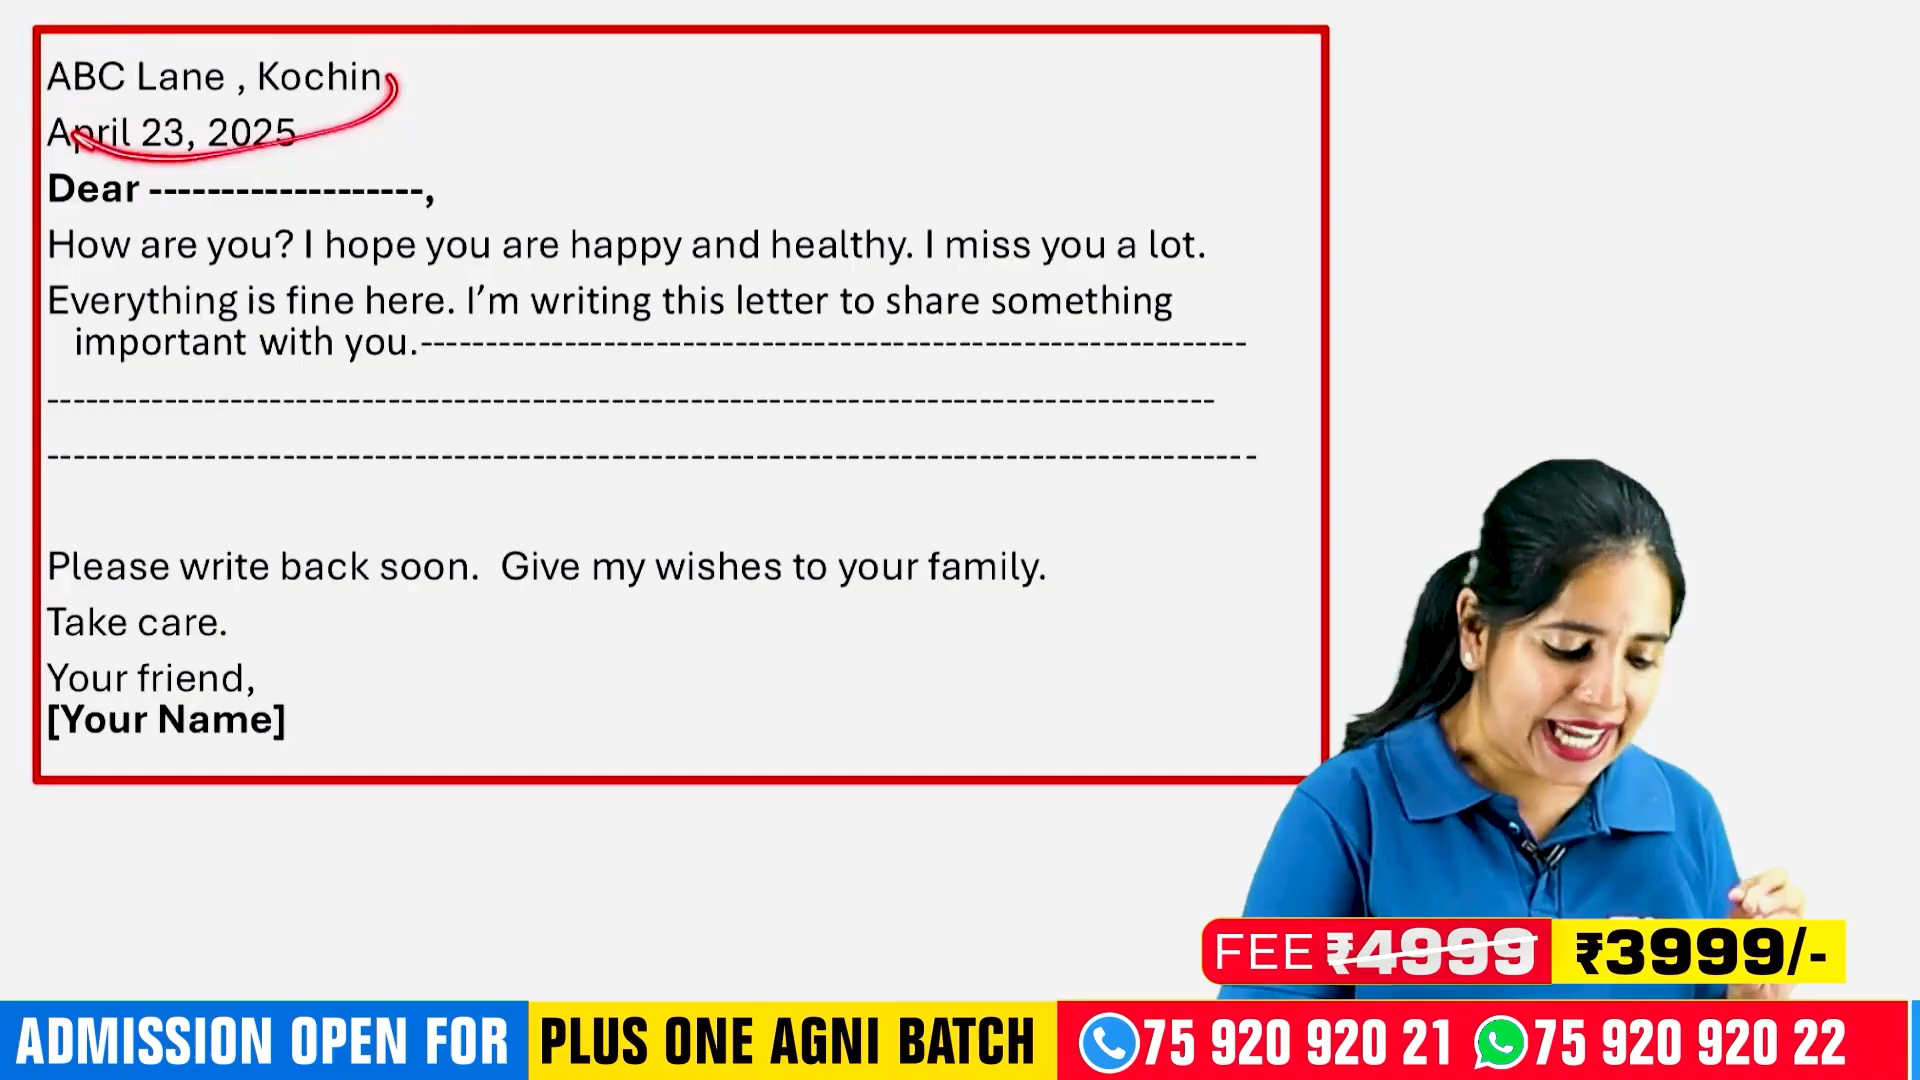 ABC Lane , Kochin
April 23, 2025
Dear -------------------,
How are you? I hope you are happy and healthy. I miss you a lot.
Everything is fine here. I’m writing this letter to share something
important with you.----------------------------------------------------------------
------------------------------------------------------------------------------------------
---------------------------------------------------------------------------------------------
Please write back soon.  Give my wishes to your family.
Take care.
Your friend,
[Your Name]
FEE ₹4999 ₹3999/-
ADMISSION OPEN FOR PLUS ONE AGNI BATCH 75 920 920 21 75 920 920 22